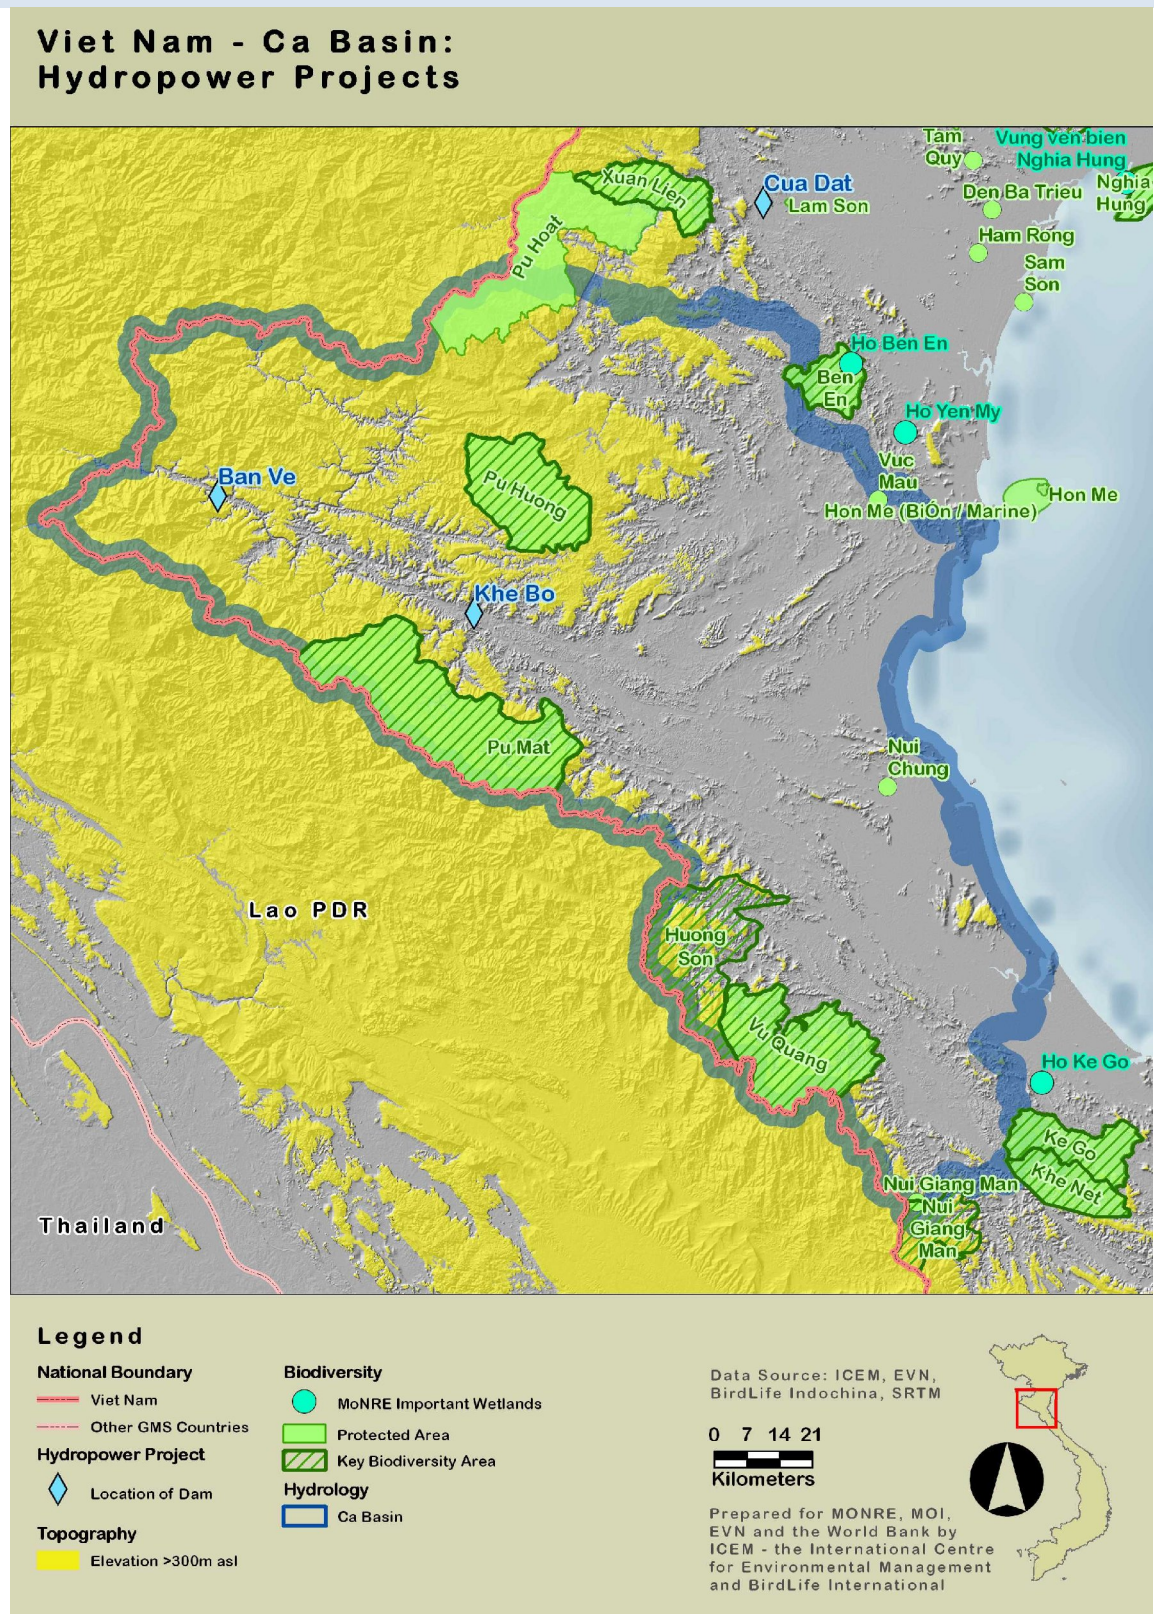 Viet Nam - Ca Basin:
Hydropower Projects
Tam
Quy
Vung ven bien
Nghia Hung
Xuan Lien
Cua Dat
Lam Son
Den Ba Trieu
Nghia
Hung
Pu Hoat
Ham Rong
Sam
Son
Ho Ben En
Ben
En
Ho Yen My
Vuc
Mau
Ban Ve
Pu Huong
Hon Me
Hon Me (BiÓn / Marine)
Khe Bo
Pu Mat
Nui
Chung
Lao PDR
Huong
Son
Vu Quang
Ho Ke Go
Ke Go
Khe Net
Nui Giang Man
Nui
Giang
Man
Thailand
Legend
National Boundary
Viet Nam
Other GMS Countries
Hydropower Project
Location of Dam
Topography
Elevation >300m asl
Biodiversity
MoNRE Important Wetlands
Protected Area
Key Biodiversity Area
Hydrology
Ca Basin
Data Source: ICEM, EVN,
BirdLife Indochina, SRTM
0 7 14 21
Kilometers
Prepared for MONRE, MOI,
EVN and the World Bank by
ICEM - the International Centre
for Environmental Management
and BirdLife International